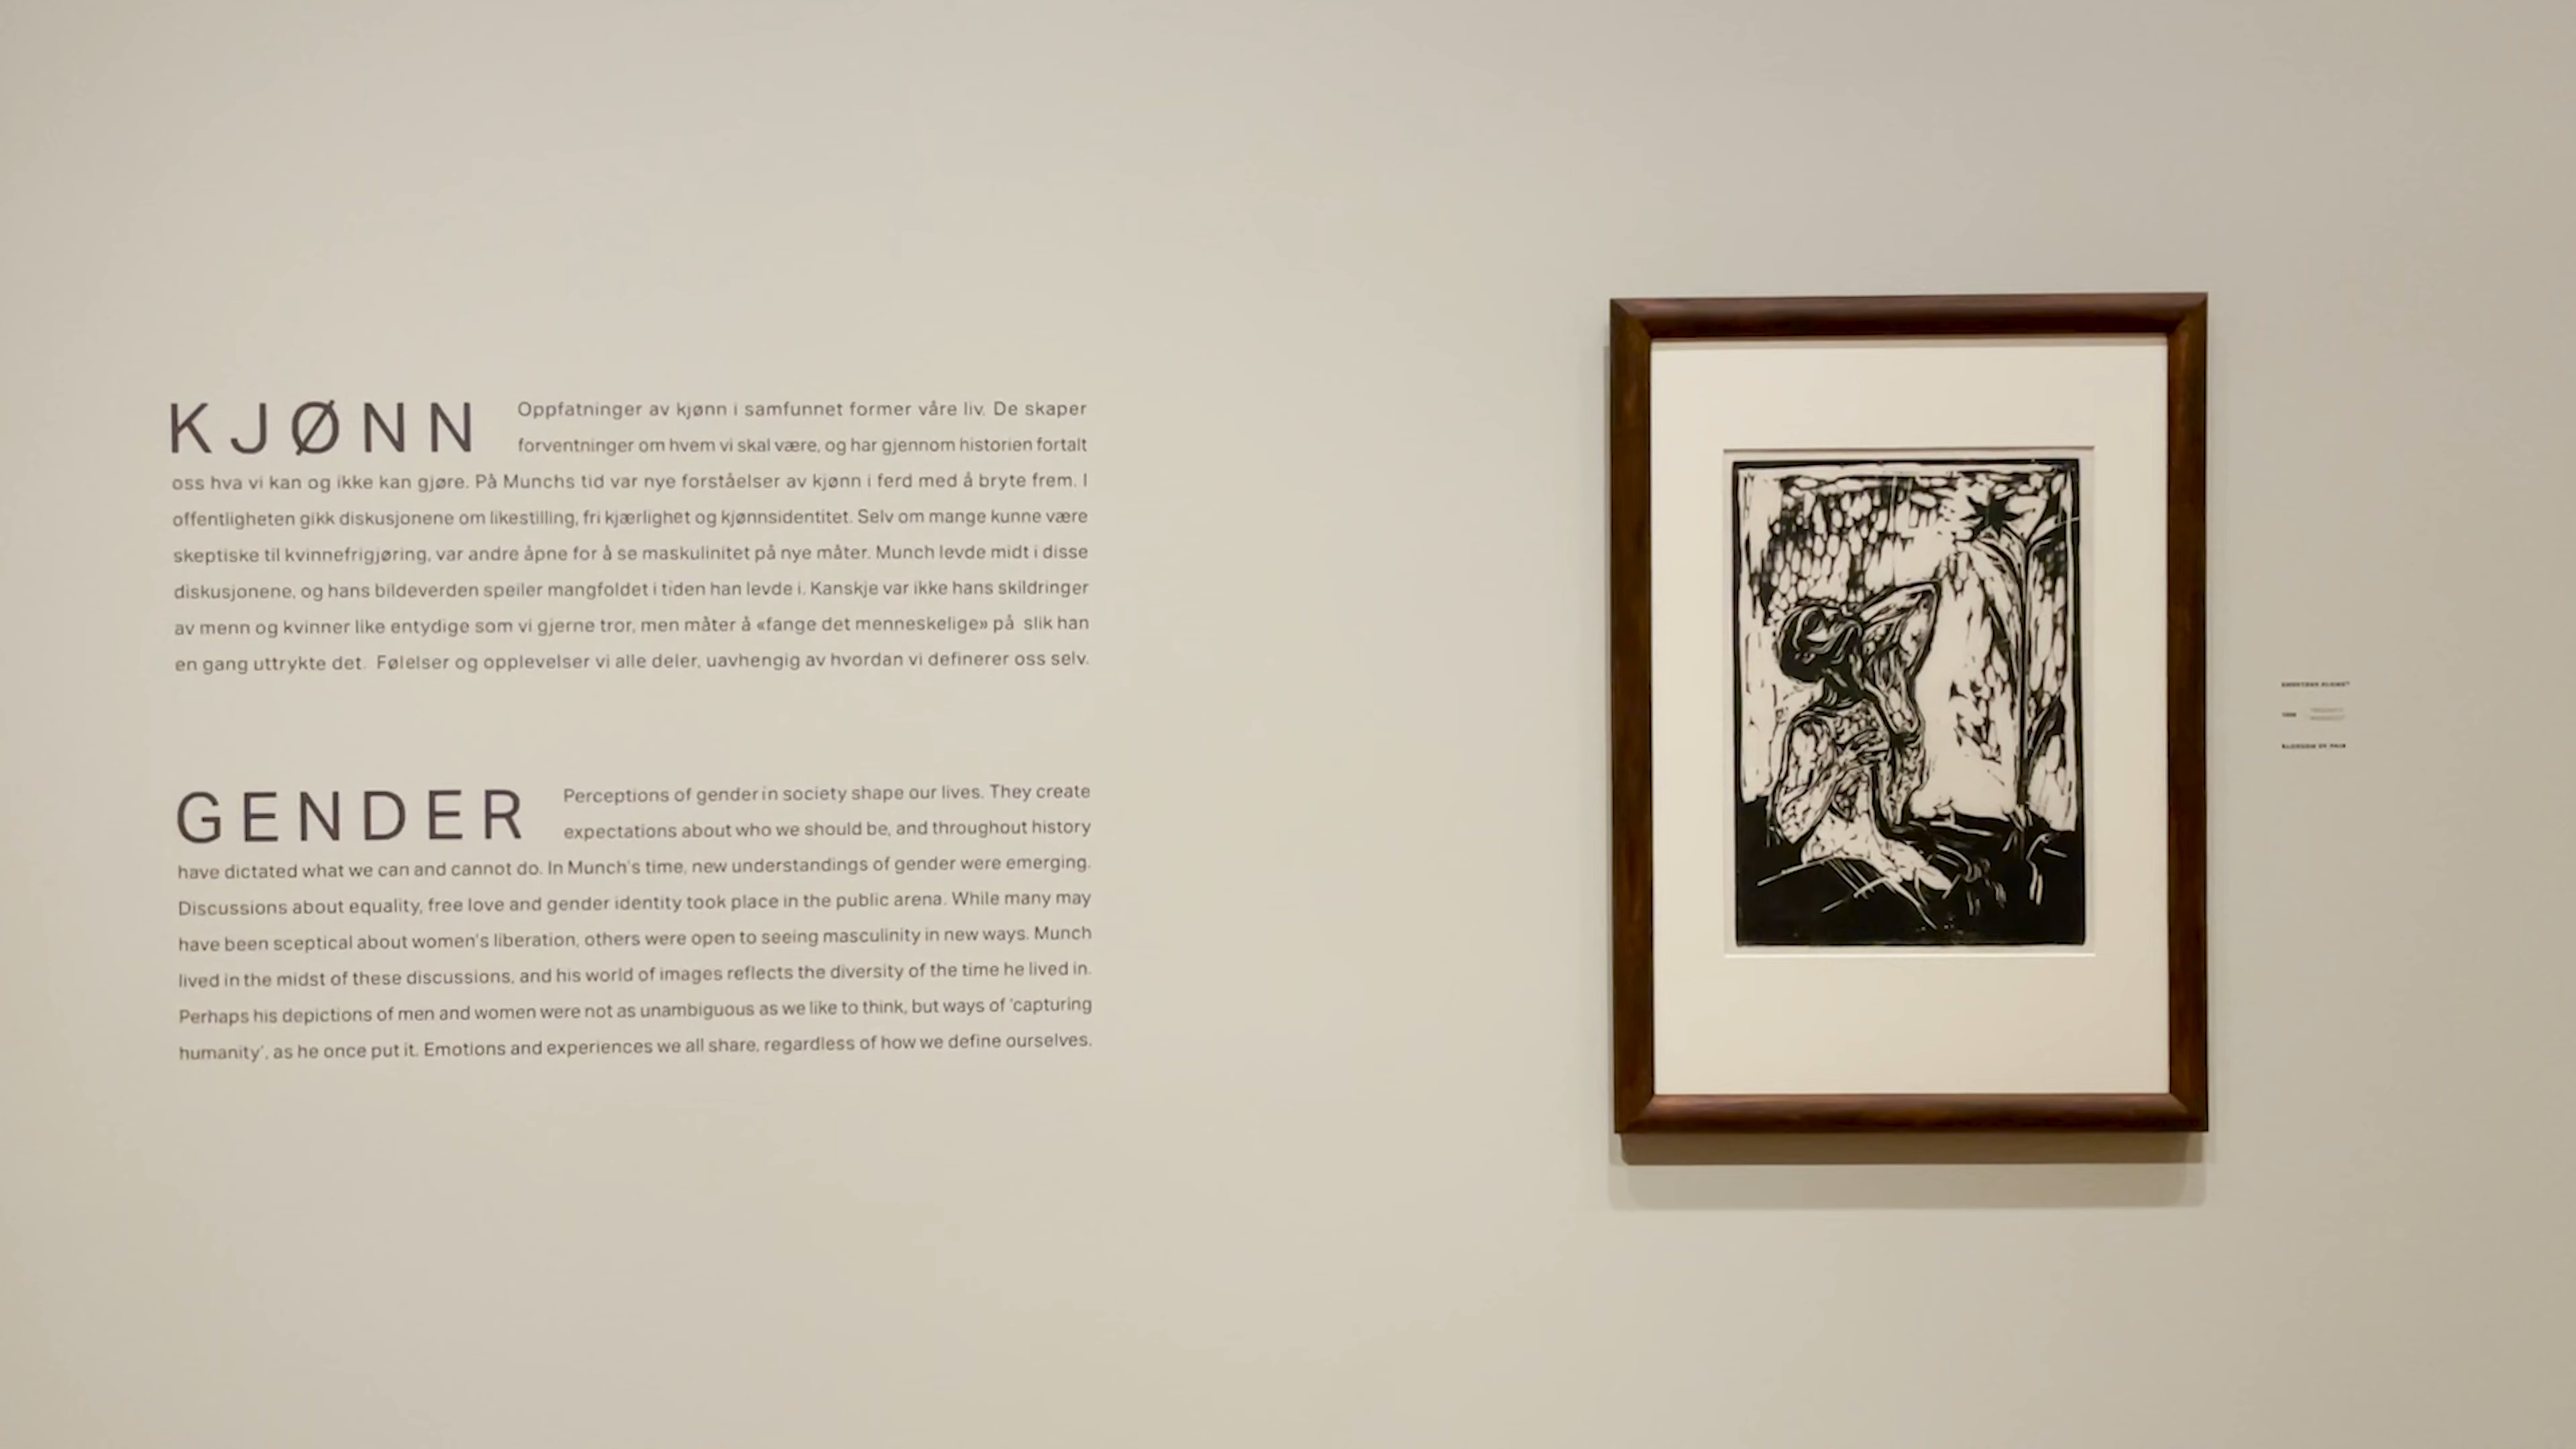 KJØNN Oppfatninger av kjønn i samfunnet former våre liv. De skaper
forventninger om hvem vi skal være, og har gjennom historien fortalt
oss hva vi kan og ikke kan gjøre. På Munchs tid var nye forståelser av kjønn i ferd med å bryte frem. I
offentligheten gikk diskusjonene om likestilling, fri kjærlighet og kjønnsidentitet. Selv om mange kunne være
skeptiske til kvinnefrigjøring, var andre åpne for å se maskulinitet på nye måter. Munch levde midt i disse
diskusjonene, og hans bildeverden speiler mangfoldet i tiden han levde i. Kanskje var ikke hans skildringer
av menn og kvinner like entydige som vi gjerne tror, men måter å «fange det menneskelige» på slik han
en gang uttrykte det. Følelser og opplevelser vi alle deler, uavhengig av hvordan vi definerer oss selv.
GENDER Perceptions of gender in society shape our lives. They create
expectations about who we should be, and throughout history
have dictated what we can and cannot do. In Munch's time, new understandings of gender were emerging.
Discussions about equality, free love and gender identity took place in the public arena. While many may
have been sceptical about women's liberation, others were open to seeing masculinity in new ways. Munch
lived in the midst of these discussions, and his world of images reflects the diversity of the time he lived in.
Perhaps his depictions of men and women were not as unambiguous as we like to think, but ways of 'capturing
humanity', as he once put it. Emotions and experiences we all share, regardless of how we define ourselves.
BLOSSOM OF PAIN